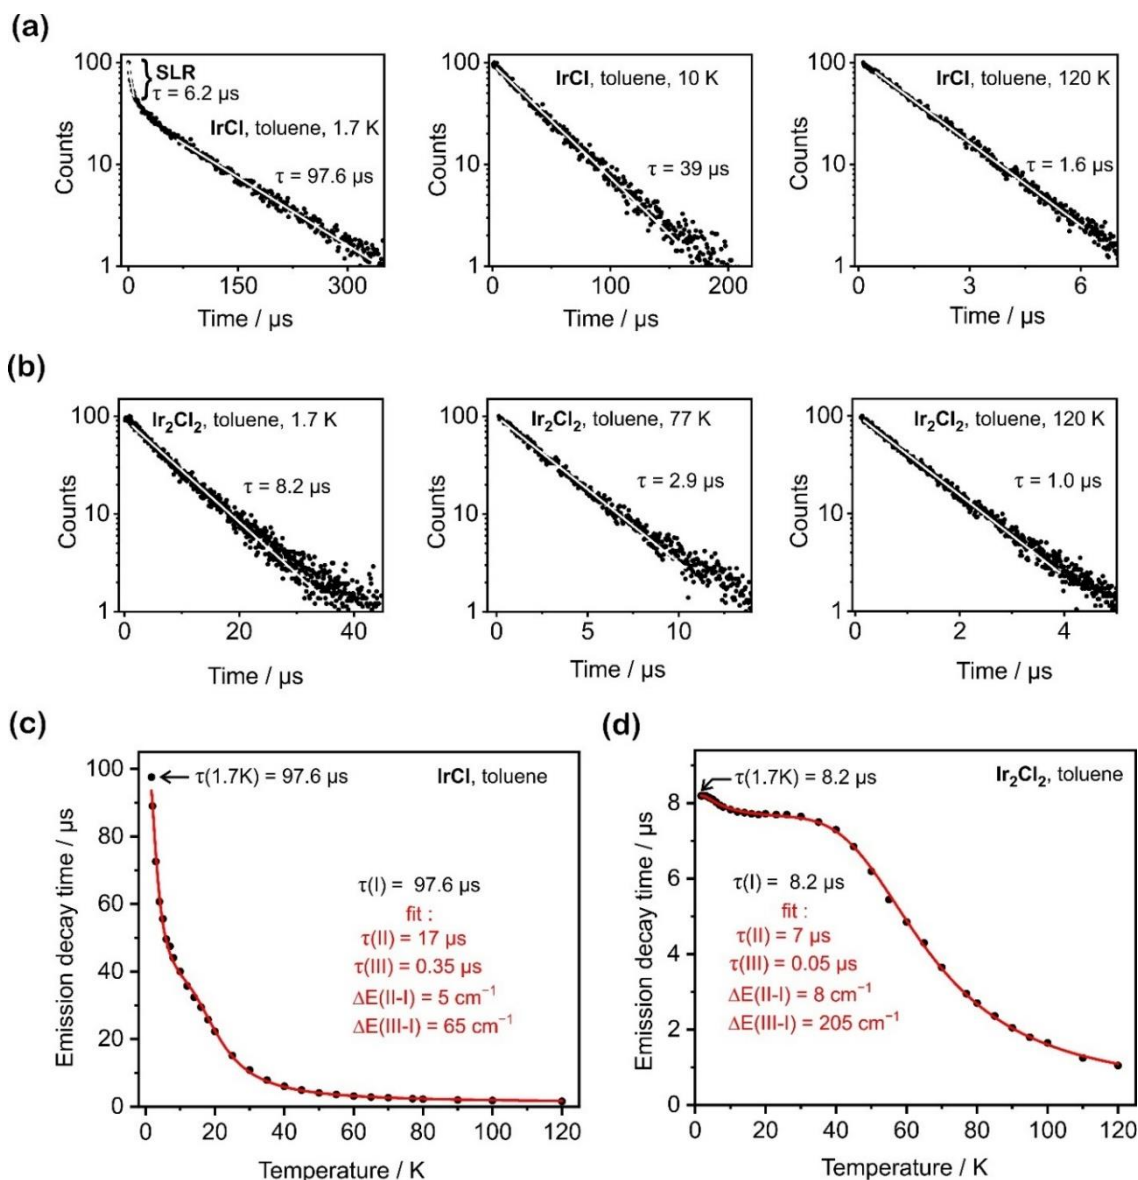 (a)
100
10
1
Counts
SLR
τ = 6.2 µs
IrCl, toluene, 1.7 K
τ = 97.6 µs
0 150 300
Time / µs
100
10
1
Counts
IrCl, toluene, 10 K
τ = 39 µs
0 100 200
Time / µs
100
10
1
Counts
IrCl, toluene, 120 K
τ = 1.6 µs
0 3 6
Time / µs
(b)
100
10
1
Counts
Ir₂Cl₂, toluene, 1.7 K
τ = 8.2 µs
0 20 40
Time / µs
100
10
1
Counts
Ir₂Cl₂, toluene, 77 K
τ = 2.9 µs
0 5 10
Time / µs
100
10
1
Counts
Ir₂Cl₂, toluene, 120 K
τ = 1.0 µs
0 2 4
Time / µs
(c)
100
80
60
40
20
0
Emission decay time / µs
τ(1.7K) = 97.6 µs
IrCl, toluene
τ(I) = 97.6 µs
fit :
τ(II) = 17 µs
τ(III) = 0.35 µs
ΔE(II-I) = 5 cm⁻¹
ΔE(III-I) = 65 cm⁻¹
0 20 40 60 80 100 120
Temperature / K
(d)
8
6
4
2
0
Emission decay time / µs
τ(1.7K) = 8.2 µs
Ir₂Cl₂, toluene
τ(I) = 8.2 µs
fit :
τ(II) = 7 µs
τ(III) = 0.05 µs
ΔE(II-I) = 8 cm⁻¹
ΔE(III-I) = 205 cm⁻¹
0 20 40 60 80 100 120
Temperature / K